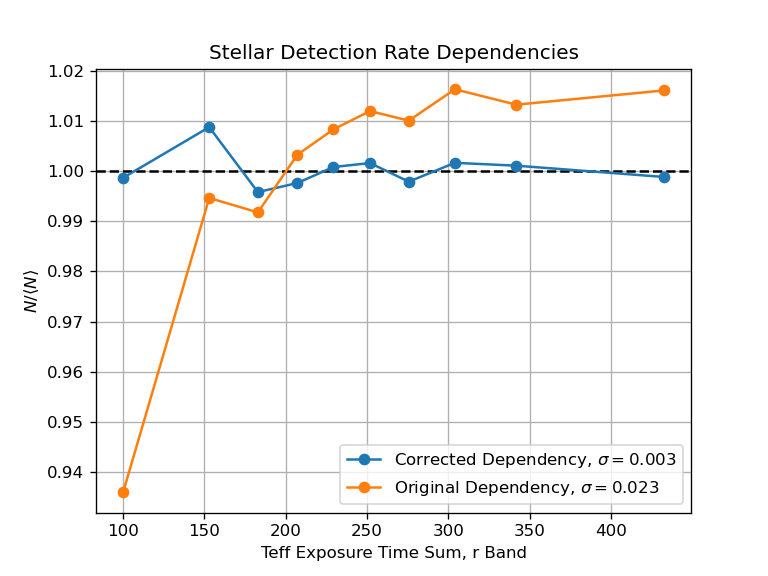 Stellar Detection Rate Dependencies
1.02
1.01
1.00
0.99
0.98
0.97
0.96
0.95
0.94
N/⟨N⟩
Corrected Dependency, σ = 0.003
Original Dependency, σ = 0.023
100 150 200 250 300 350 400
Teff Exposure Time Sum, r Band